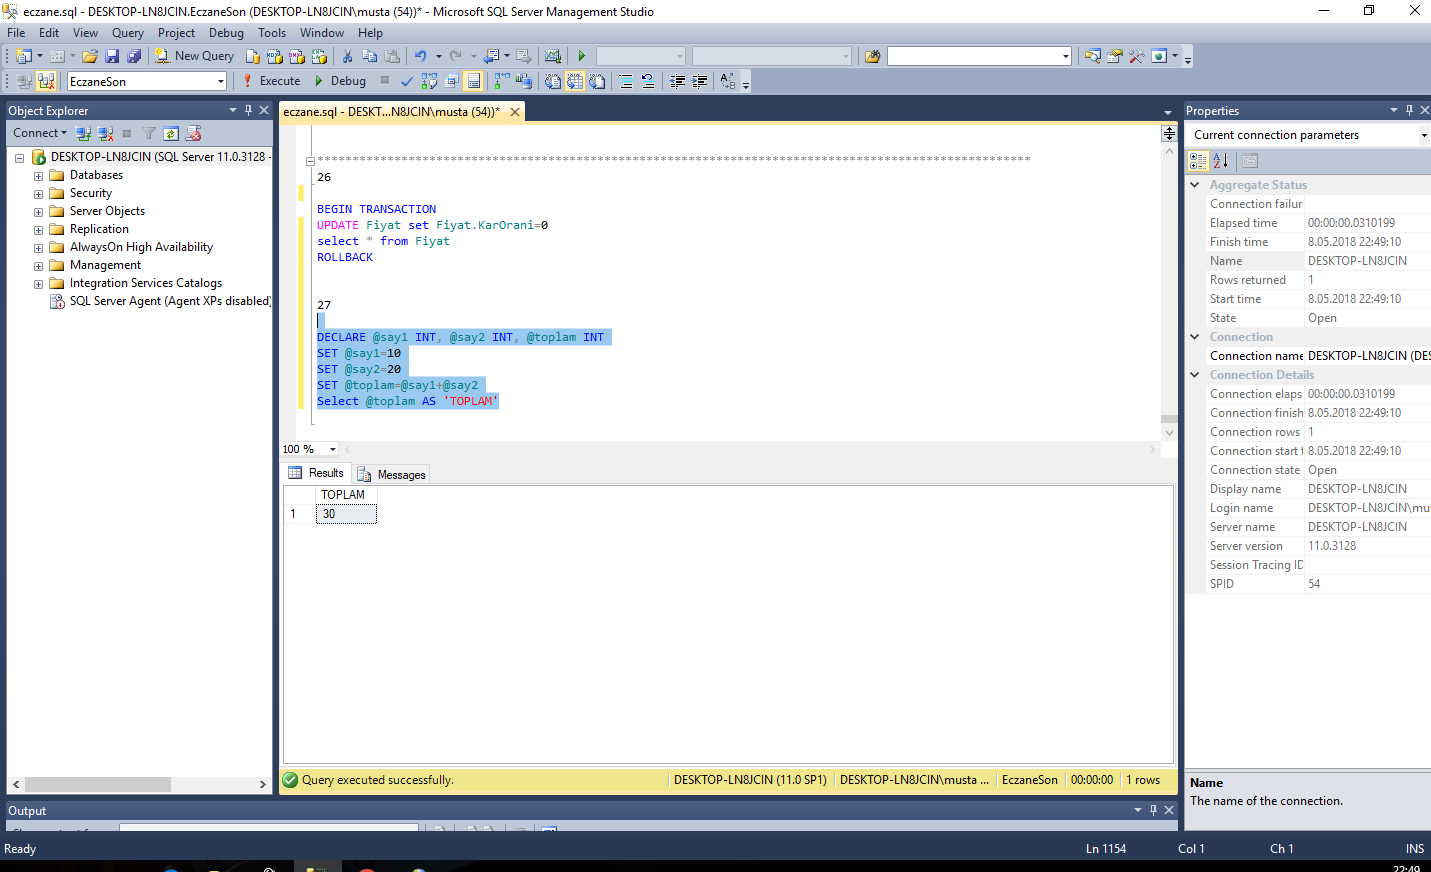 eczane.sql - DESKTOP-LN8JCIN.EczaneSon (DESKTOP-LN8JCIN\musta (54))* - Microsoft SQL Server Management Studio
File Edit View Query Project Debug Tools Window Help
New Query
EczaneSon Execute Debug
Object Explorer
Connect
DESKTOP-LN8JCIN (SQL Server 11.0.3128 -
Databases
Security
Server Objects
Replication
AlwaysOn High Availability
Management
Integration Services Catalogs
SQL Server Agent (Agent XPs disabled)
eczane.sql - DESKT...N8JCIN\musta (54))*
26
BEGIN TRANSACTION
UPDATE Fiyat set Fiyat.KarOrani=0
select * from Fiyat
ROLLBACK
27
DECLARE @say1 INT, @say2 INT, @toplam INT
SET @say1=10
SET @say2=20
SET @toplam=@say1+@say2
Select @toplam AS 'TOPLAM'
100 %
Results Messages
TOPLAM
1 30
Query executed successfully. DESKTOP-LN8JCIN (11.0 SP1) DESKTOP-LN8JCIN\musta ... EczaneSon 00:00:00 1 rows
Properties
Current connection parameters
Aggregate Status
Connection failur
Elapsed time 00:00:00.0310199
Finish time 8.05.2018 22:49:10
Name DESKTOP-LN8JCIN
Rows returned 1
Start time 8.05.2018 22:49:10
State Open
Connection
Connection name DESKTOP-LN8JCIN (DES
Connection Details
Connection elaps 00:00:00.0310199
Connection finish 8.05.2018 22:49:10
Connection rows 1
Connection start t 8.05.2018 22:49:10
Connection state Open
Display name DESKTOP-LN8JCIN
Login name DESKTOP-LN8JCIN\mus
Server name DESKTOP-LN8JCIN
Server version 11.0.3128
Session Tracing ID
SPID 54
Name
The name of the connection.
Output
Ready Ln 1154 Col 1 Ch 1 INS
22:49